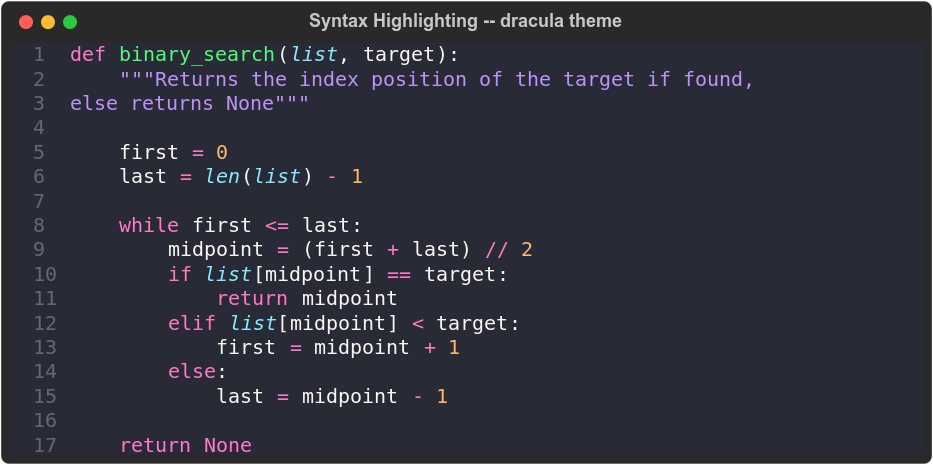 Syntax Highlighting -- dracula theme
1 def binary_search(list, target):
2     """Returns the index position of the target if found,
3 else returns None"""
4
5     first = 0
6     last = len(list) - 1
7
8     while first <= last:
9         midpoint = (first + last) // 2
10         if list[midpoint] == target:
11             return midpoint
12         elif list[midpoint] < target:
13             first = midpoint + 1
14         else:
15             last = midpoint - 1
16
17     return None